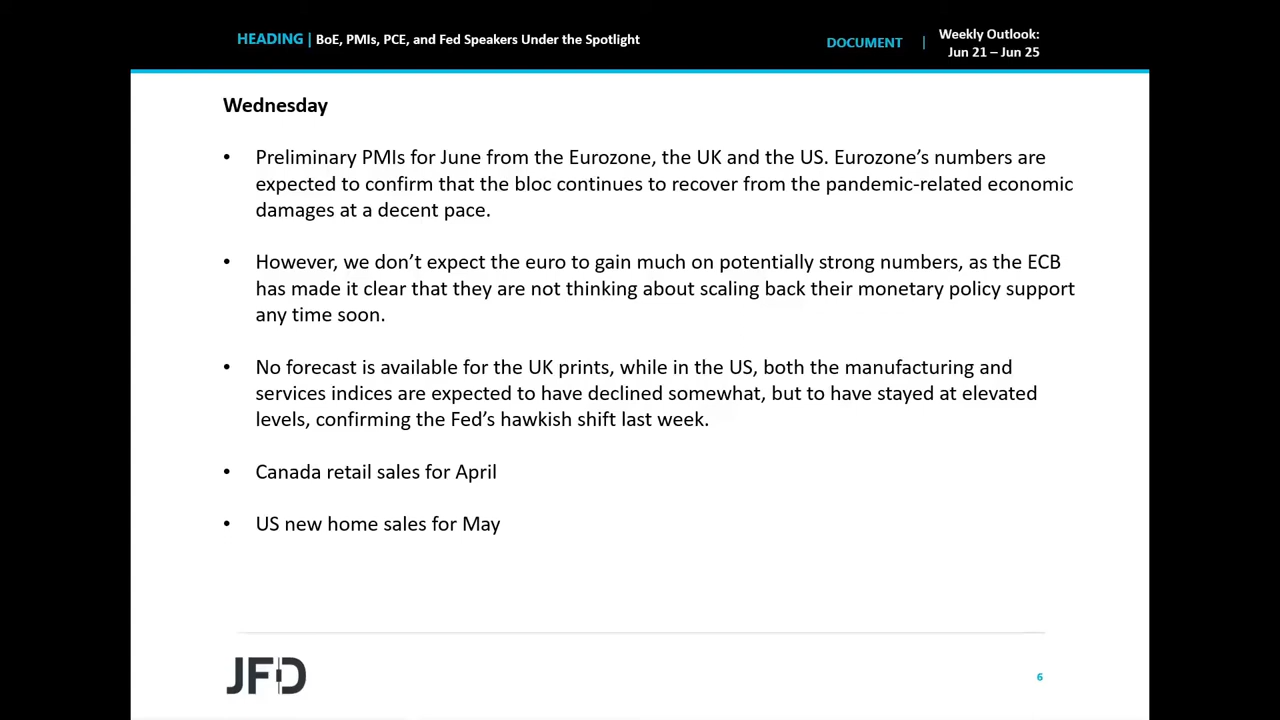 HEADING | BoE, PMIs, PCE, and Fed Speakers Under the Spotlight
DOCUMENT | Weekly Outlook:
Jun 21 – Jun 25
Wednesday
• Preliminary PMIs for June from the Eurozone, the UK and the US. Eurozone’s numbers are
expected to confirm that the bloc continues to recover from the pandemic-related economic
damages at a decent pace.
• However, we don’t expect the euro to gain much on potentially strong numbers, as the ECB
has made it clear that they are not thinking about scaling back their monetary policy support
any time soon.
• No forecast is available for the UK prints, while in the US, both the manufacturing and
services indices are expected to have declined somewhat, but to have stayed at elevated
levels, confirming the Fed’s hawkish shift last week.
• Canada retail sales for April
• US new home sales for May
JFD
6